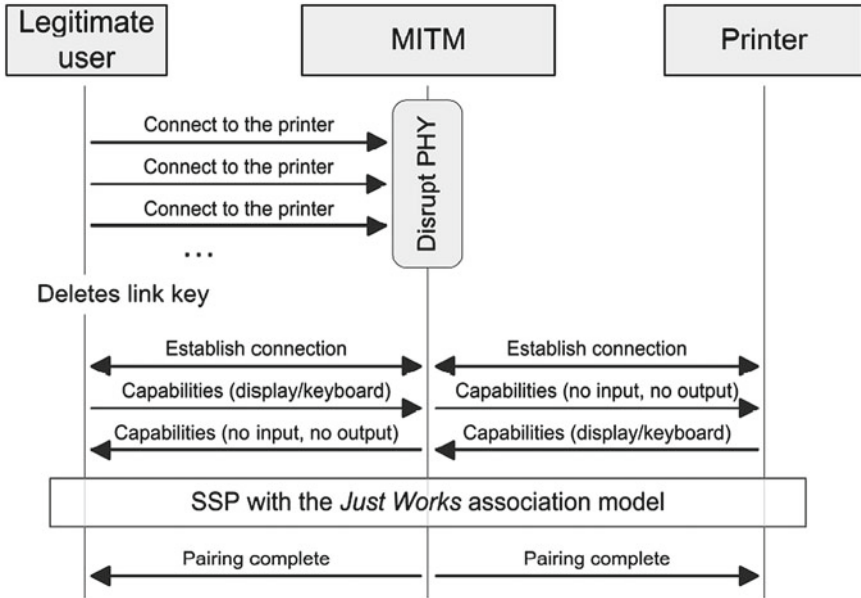 Legitimate
user
MITM
Printer
Connect to the printer
Connect to the printer
Connect to the printer
...
Disrupt PHY
Deletes link key
Establish connection
Establish connection
Capabilities (display/keyboard)
Capabilities (no input, no output)
Capabilities (no input, no output)
Capabilities (display/keyboard)
SSP with the Just Works association model
Pairing complete
Pairing complete